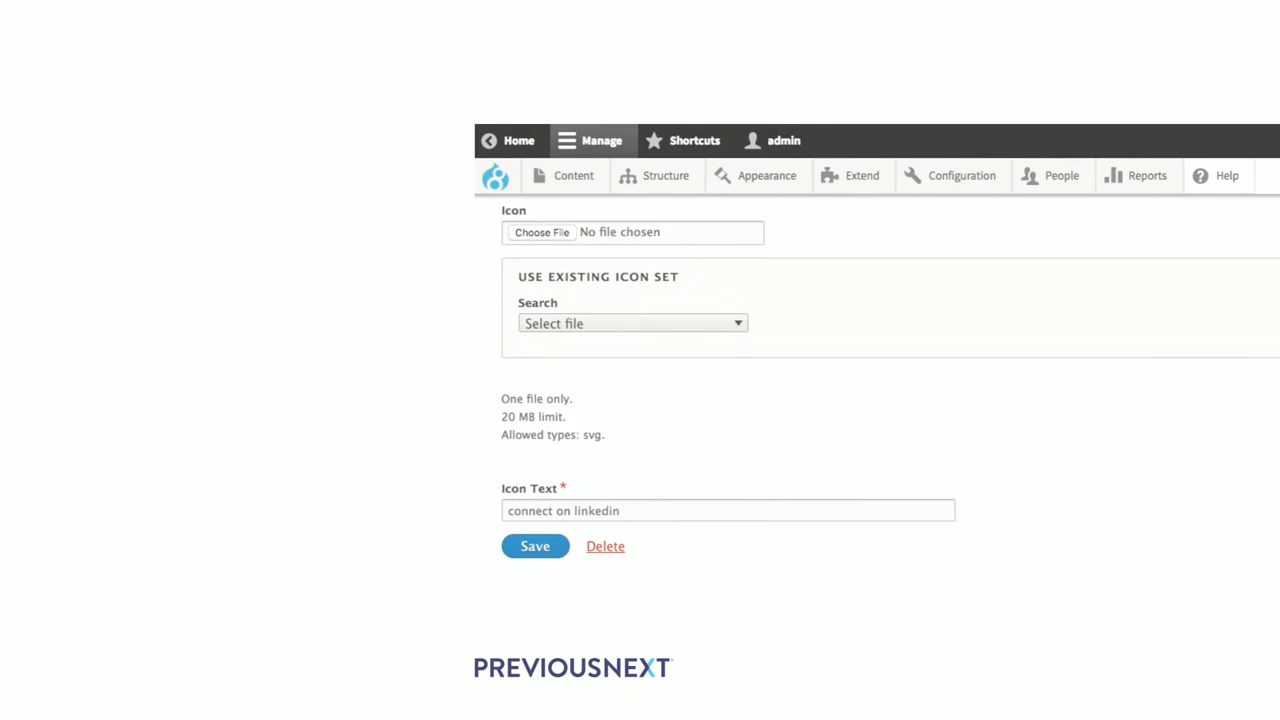 Home Manage Shortcuts admin
Content Structure Appearance Extend Configuration People Reports Help
Icon
Choose File No file chosen
USE EXISTING ICON SET
Search
Select file
One file only.
20 MB limit.
Allowed types: svg.
Icon Text *
connect on linkedin
Save Delete
PREVIOUSNEXT